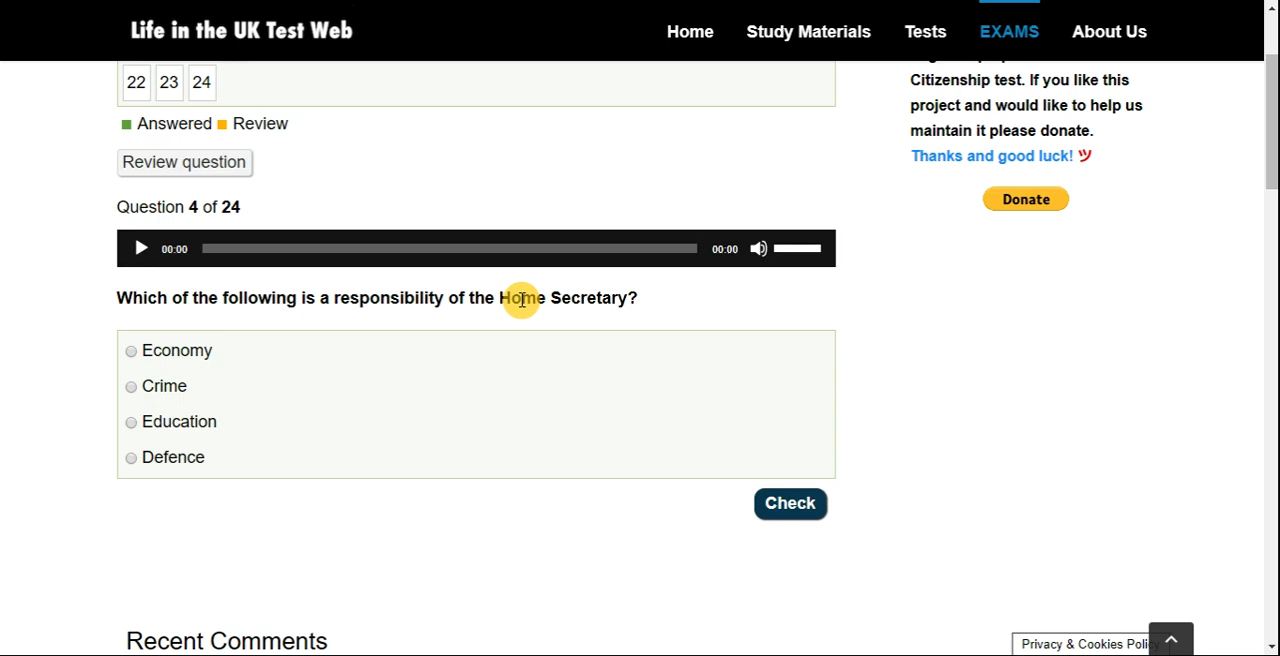 Life in the UK Test Web
Home Study Materials Tests EXAMS About Us
22 23 24
Citizenship test. If you like this
project and would like to help us
maintain it please donate.
Thanks and good luck! ツ
Donate
Answered Review
Review question
Question 4 of 24
00:00 00:00
Which of the following is a responsibility of the Home Secretary?
Economy
Crime
Education
Defence
Check
Recent Comments
Privacy & Cookies Policy